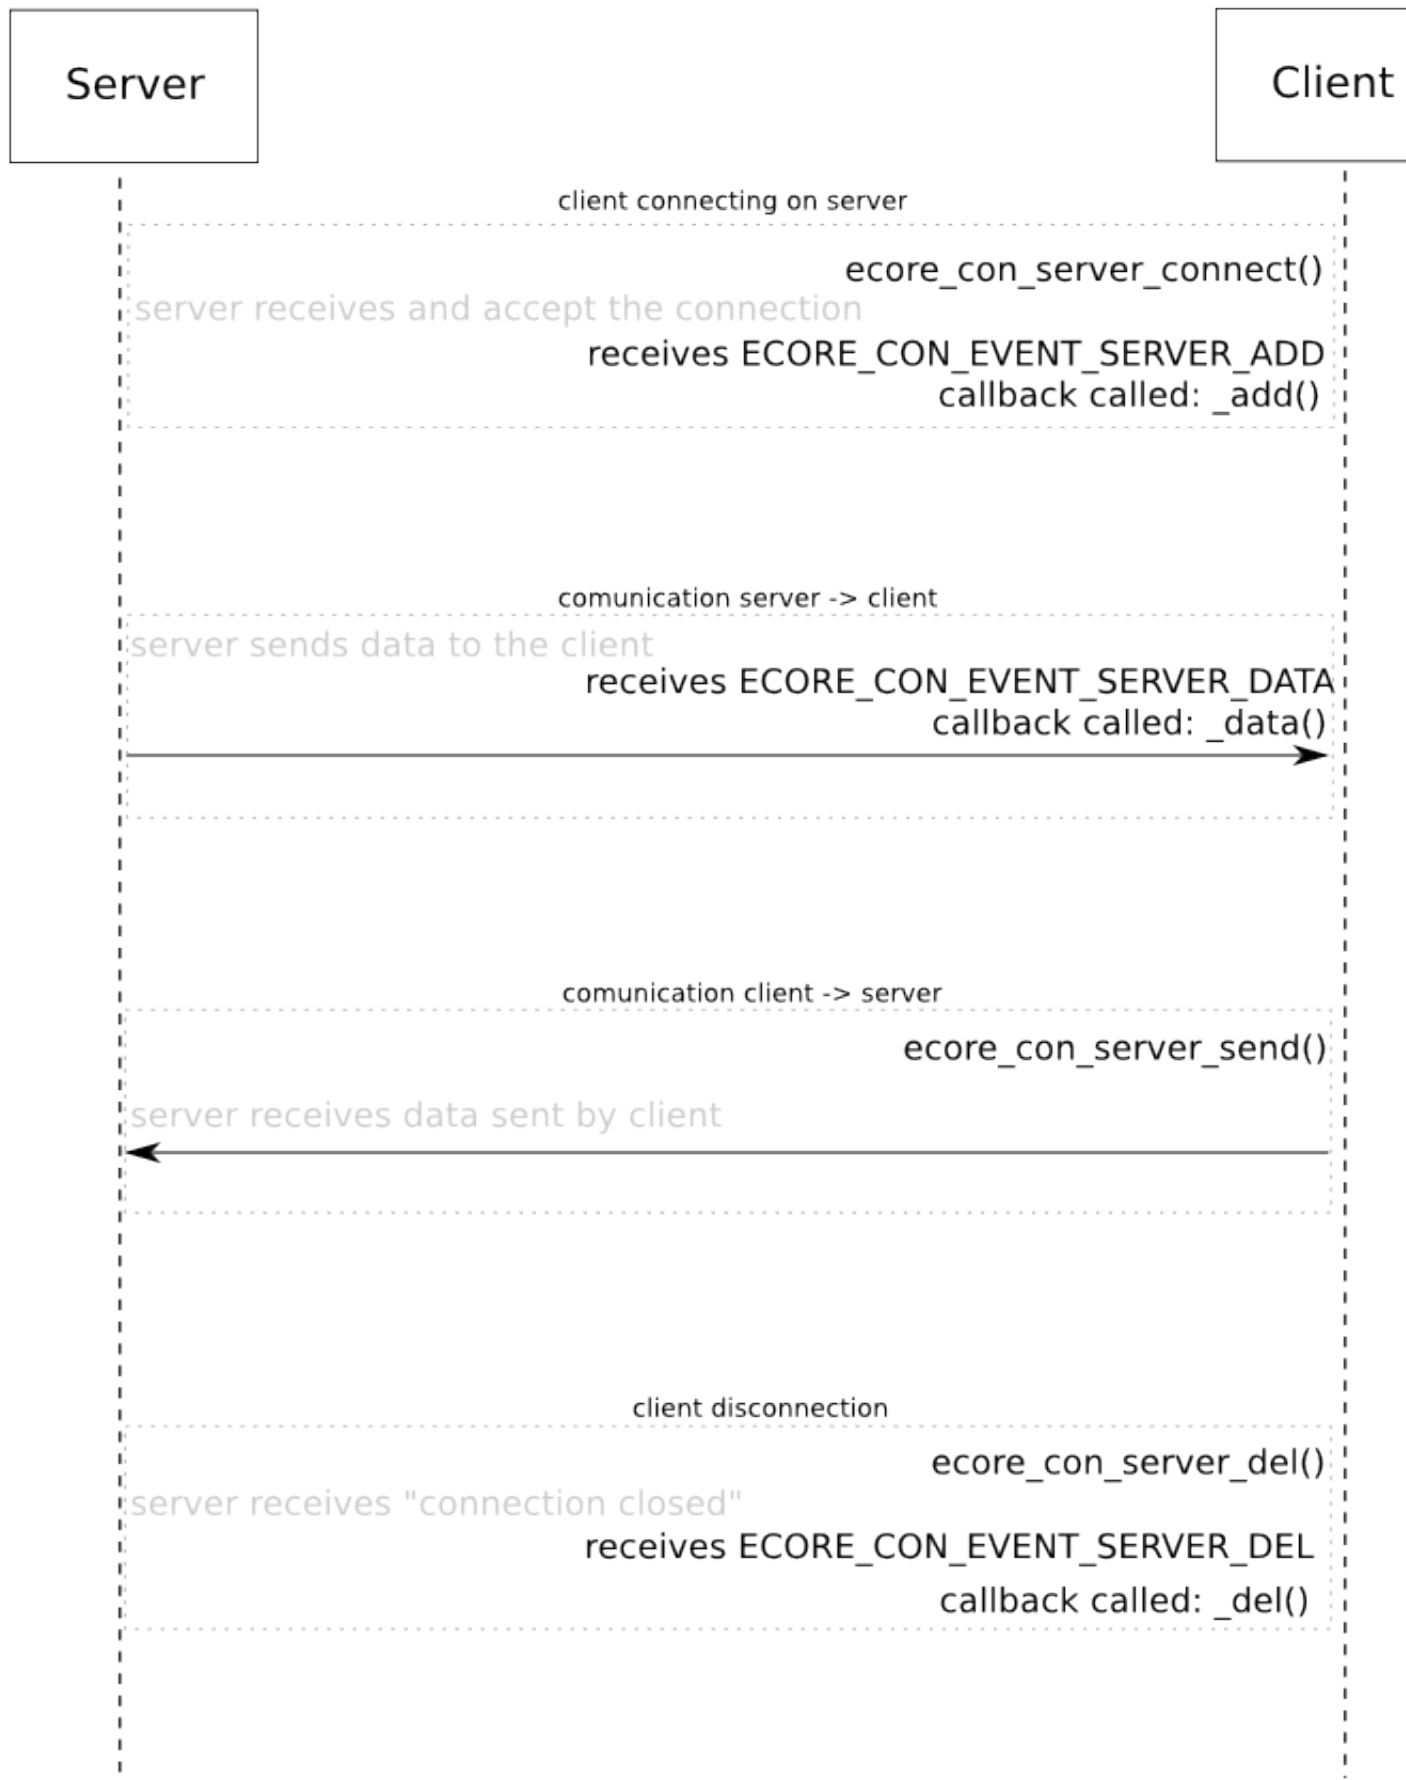 Server
Client
client connecting on server
ecore_con_server_connect()
server receives and accept the connection
receives ECORE_CON_EVENT_SERVER_ADD
callback called: _add()
comunication server -> client
server sends data to the client
receives ECORE_CON_EVENT_SERVER_DATA
callback called: _data()
comunication client -> server
ecore_con_server_send()
server receives data sent by client
client disconnection
ecore_con_server_del()
server receives "connection closed"
receives ECORE_CON_EVENT_SERVER_DEL
callback called: _del()